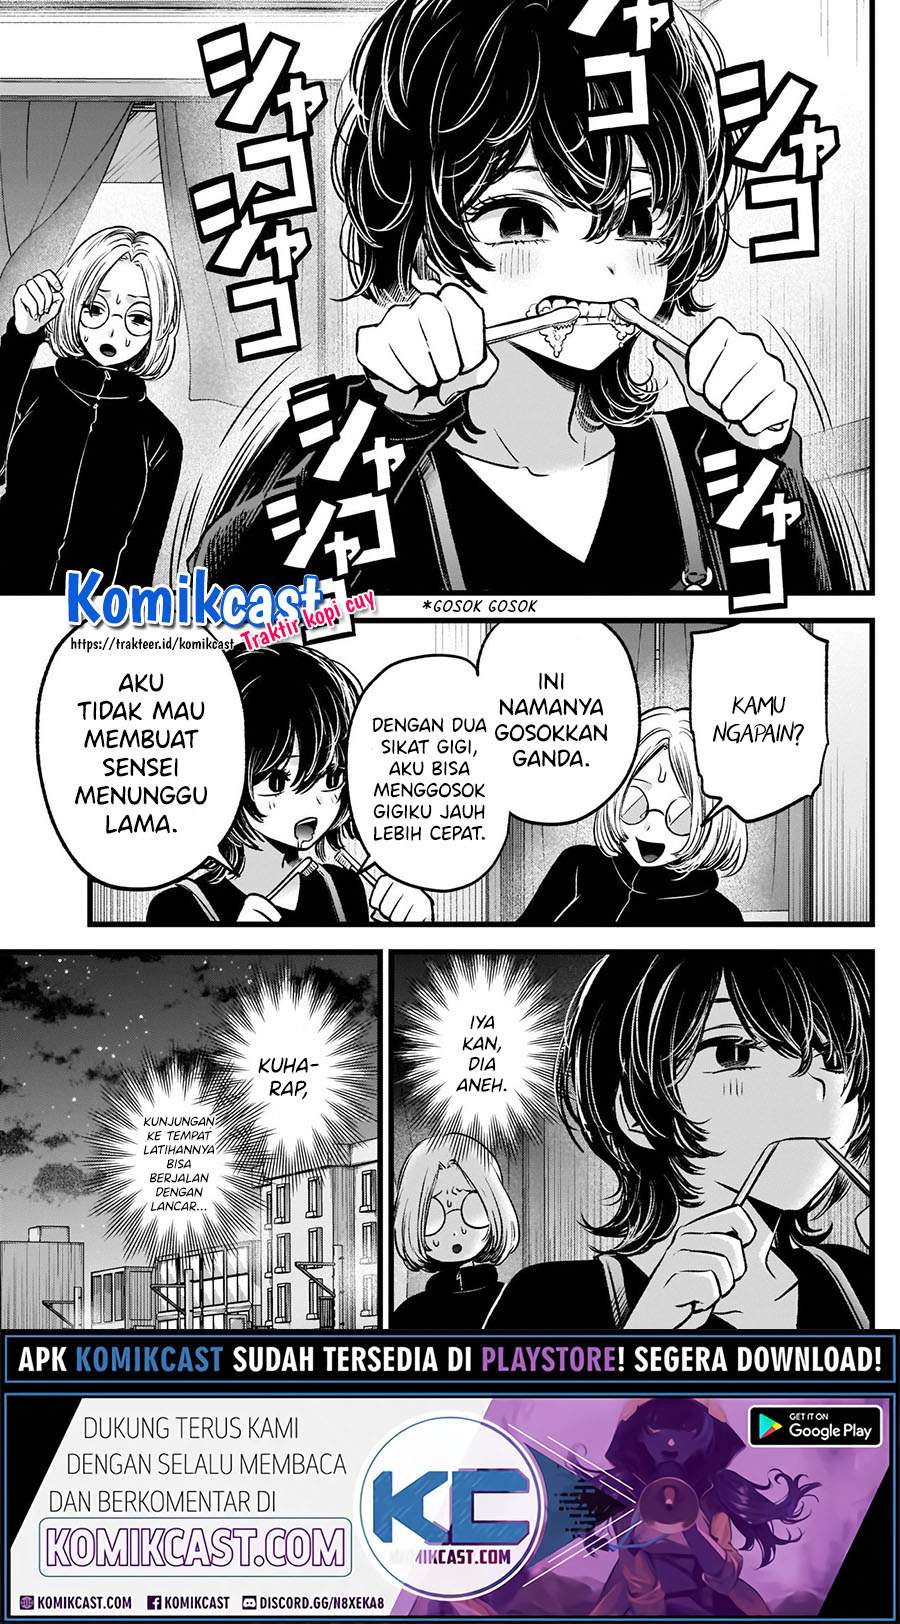 シャコ
シャコ
シャコ
シャコ
シャコ
シャコ
シャコ
*GOSOK GOSOK
Komikcast
Traktir kopi cuy
https://trakteer.id/komikcast
KAMU
NGAPAIN?
INI
NAMANYA
GOSOKKAN
GANDA.
DENGAN DUA
SIKAT GIGI,
AKU BISA
MENGGOSOK
GIGIKU JAUH
LEBIH CEPAT.
AKU
TIDAK MAU
MEMBUAT
SENSEI
MENUNGGU
LAMA.
IYA
KAN,
DIA
ANEH.
KUHA-
RAP,
KUNJUNGAN
KE TEMPAT
LATIHANNYA
BISA
BERJALAN
DENGAN
LANCAR...
APK KOMIKCAST SUDAH TERSEDIA DI PLAYSTORE! SEGERA DOWNLOAD!
DUKUNG TERUS KAMI
DENGAN SELALU MEMBACA
DAN BERKOMENTAR DI
KOMIKCAST.COM
KOMIKCAST.COM
KOMIKCAST
DISCORD.GG/N8XEKA8
KC
KOMIKCAST.COM
GET IT ON
Google Play